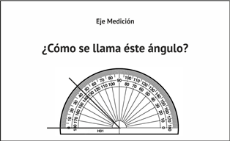 Eje Medición
¿Cómo se llama éste ángulo?